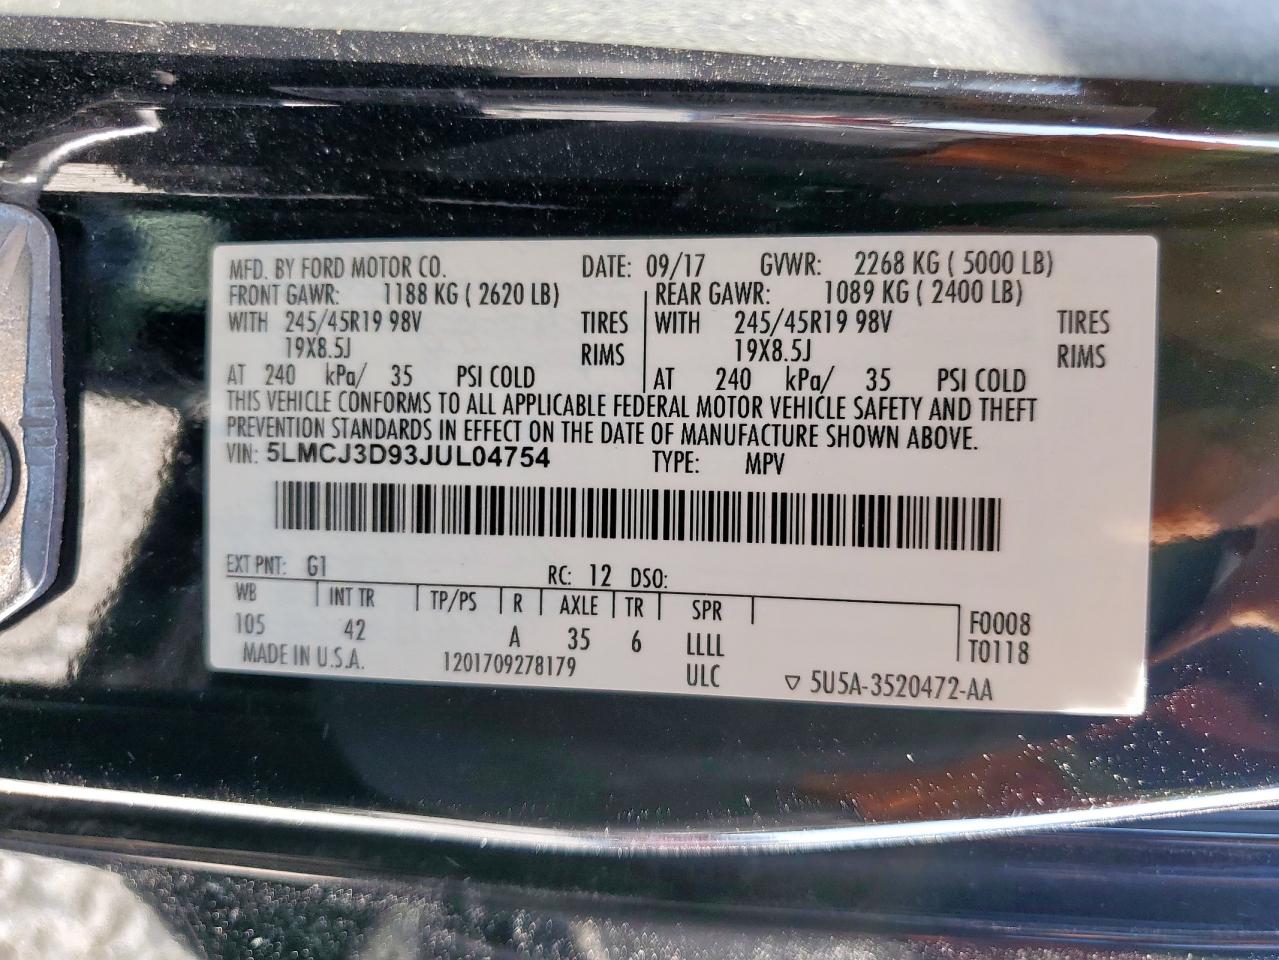 MFD. BY FORD MOTOR CO. DATE: 09/17 GVWR: 2268 KG ( 5000 LB)
FRONT GAWR: 1188 KG ( 2620 LB) REAR GAWR: 1089 KG ( 2400 LB)
WITH 245/45R19 98V TIRES WITH 245/45R19 98V TIRES
19X8.5J RIMS 19X8.5J RIMS
AT 240 kPa/ 35 PSI COLD AT 240 kPa/ 35 PSI COLD
THIS VEHICLE CONFORMS TO ALL APPLICABLE FEDERAL MOTOR VEHICLE SAFETY AND THEFT
PREVENTION STANDARDS IN EFFECT ON THE DATE OF MANUFACTURE SHOWN ABOVE.
VIN: 5LMCJ3D93JUL04754 TYPE: MPV
EXT PNT: G1 RC: 12 DSO:
WB INT TR TP/PS R AXLE TR SPR F0008
105 42 A 35 6 LLLL T0118
MADE IN U.S.A. 1201709278179 ULC ▽ 5U5A-3520472-AA